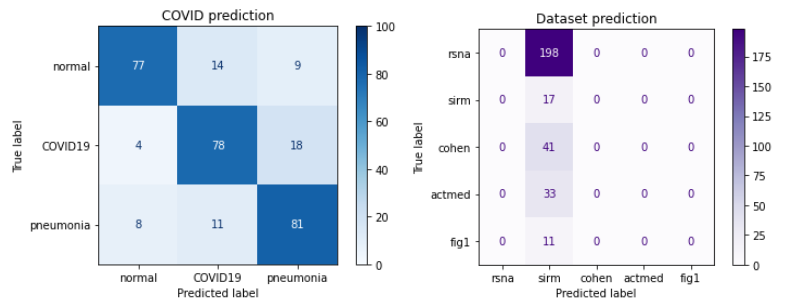 COVID prediction
normal 77 14 9
COVID19 4 78 18
pneumonia 8 11 81
True label
normal COVID19 pneumonia
Predicted label
100
80
60
40
20
0
Dataset prediction
rsna 0 198 0 0 0
sirm 0 17 0 0 0
cohen 0 41 0 0 0
actmed 0 33 0 0 0
fig1 0 11 0 0 0
True label
rsna sirm cohen actmed fig1
Predicted label
175
150
125
100
75
50
25
0